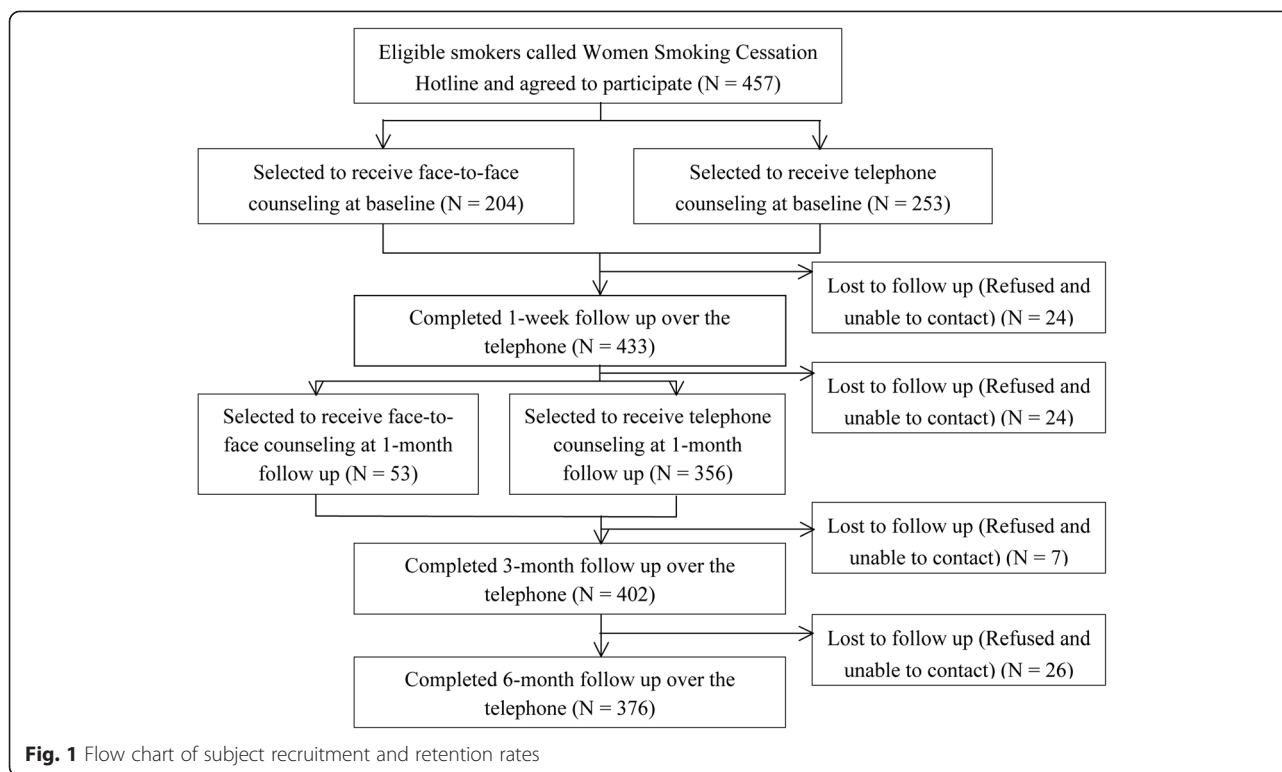 Eligible smokers called Women Smoking Cessation
Hotline and agreed to participate (N = 457)
Selected to receive face-to-face
counseling at baseline (N = 204)
Selected to receive telephone
counseling at baseline (N = 253)
Lost to follow up (Refused and
unable to contact) (N = 24)
Completed 1-week follow up over the
telephone (N = 433)
Lost to follow up (Refused and
unable to contact) (N = 24)
Selected to receive face-to-
face counseling at 1-month
follow up (N = 53)
Selected to receive telephone
counseling at 1-month
follow up (N = 356)
Lost to follow up (Refused and
unable to contact) (N = 7)
Completed 3-month follow up over the
telephone (N = 402)
Lost to follow up (Refused and
unable to contact) (N = 26)
Completed 6-month follow up over the
telephone (N = 376)
Fig. 1 Flow chart of subject recruitment and retention rates